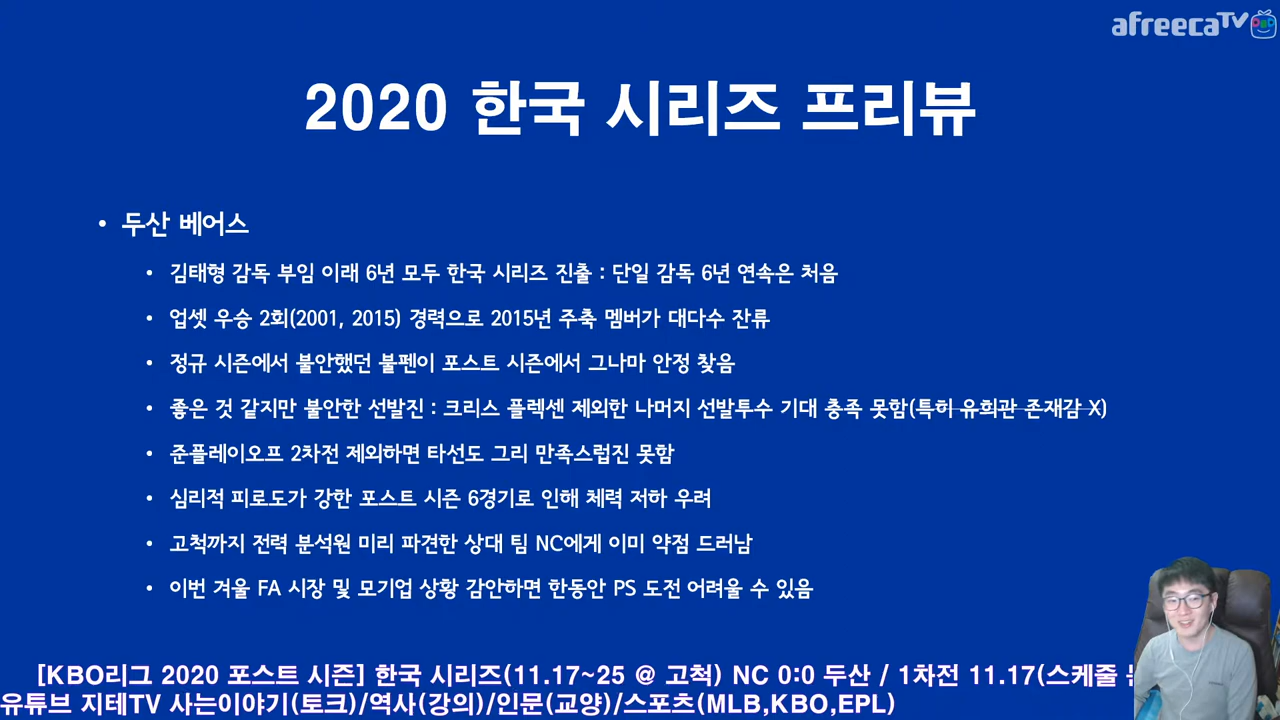 afreecaTV
2020 한국 시리즈 프리뷰
• 두산 베어스
• 김태형 감독 부임 이래 6년 모두 한국 시리즈 진출 : 단일 감독 6년 연속은 처음
• 업셋 우승 2회(2001, 2015) 경력으로 2015년 주축 멤버가 대다수 잔류
• 정규 시즌에서 불안했던 불펜이 포스트 시즌에서 그나마 안정 찾음
• 좋은 것 같지만 불안한 선발진 : 크리스 플렉센 제외한 나머지 선발투수 기대 충족 못함(특히 유희관 존재감 X)
• 준플레이오프 2차전 제외하면 타선도 그리 만족스럽진 못함
• 심리적 피로도가 강한 포스트 시즌 6경기로 인해 체력 저하 우려
• 고척까지 전력 분석원 미리 파견한 상대 팀 NC에게 이미 약점 드러남
• 이번 겨울 FA 시장 및 모기업 상황 감안하면 한동안 PS 도전 어려울 수 있음
[KBO리그 2020 포스트 시즌] 한국 시리즈(11.17~25 @ 고척) NC 0:0 두산 / 1차전 11.17(스케줄
유튜브 지테TV 사는이야기(토크)/역사(강의)/인문(교양)/스포츠(MLB,KBO,EPL)